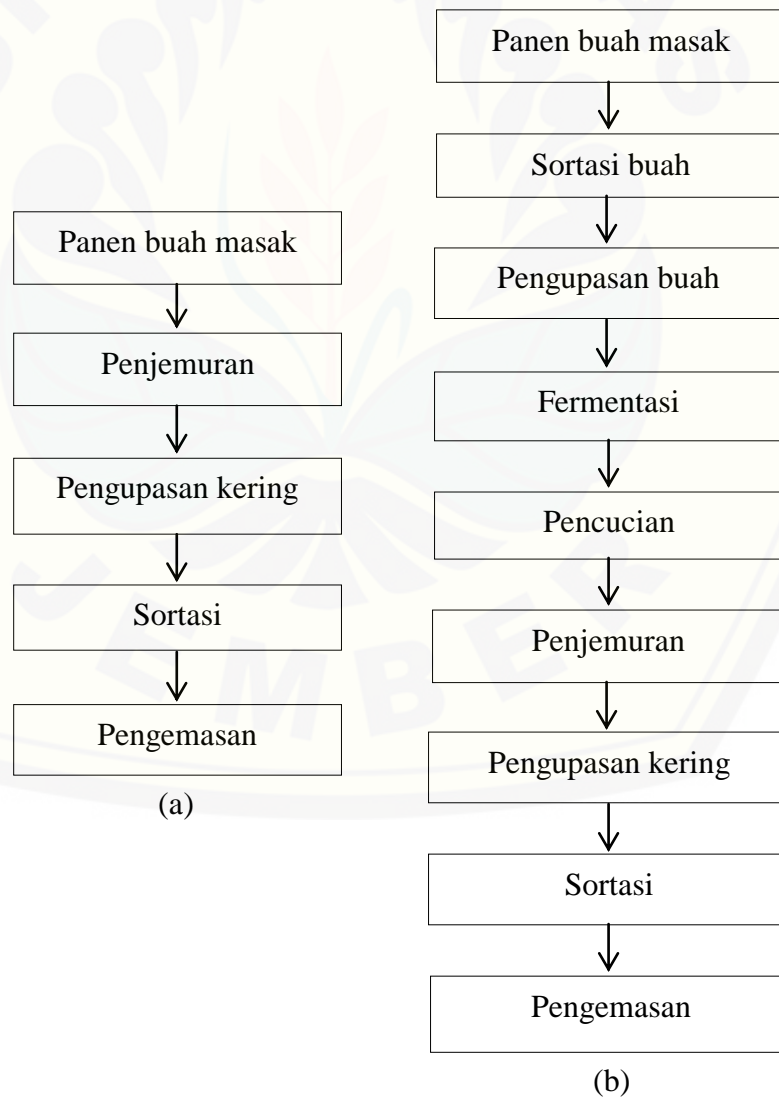 Panen buah masak
Penjemuran
Pengupasan kering
Sortasi
Pengemasan
(a)
Panen buah masak
Sortasi buah
Pengupasan buah
Fermentasi
Pencucian
Penjemuran
Pengupasan kering
Sortasi
Pengemasan
(b)
JEMBER